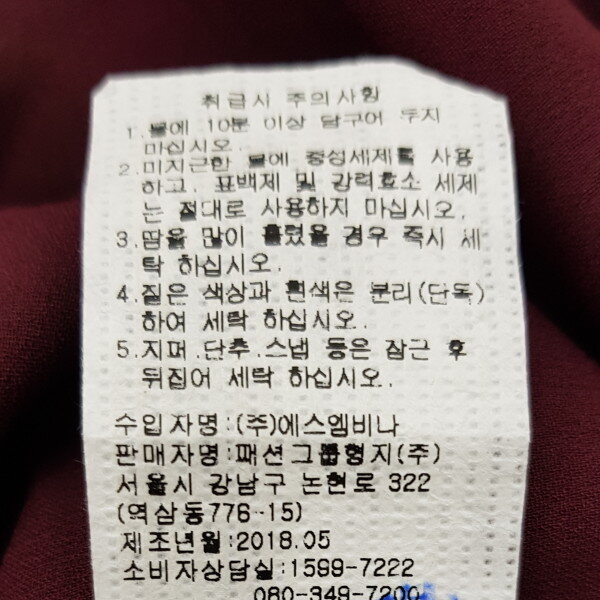 취급시 주의사항
1.물에 10분 이상 담구어 두지
마십시오.
2.미지근한 물에 중성세제를 사용
하고, 표백제 및 강력효소 세제
는 절대로 사용하지 마십시오.
3.땀을 많이 흘렸을 경우 즉시 세
탁 하십시오.
4.짙은 색상과 흰색은 분리(단독)
하여 세탁 하십시오.
5.지퍼.단추.스냅 등은 잠근 후
뒤집어 세탁 하십시오.
수입자명:(주)에스엠비나
판매자명:패션그룹형지(주)
서울시 강남구 논현로 322
(역삼동776-15)
제조년월:2018.05
소비자상담실:1599-7222
080-349-7200